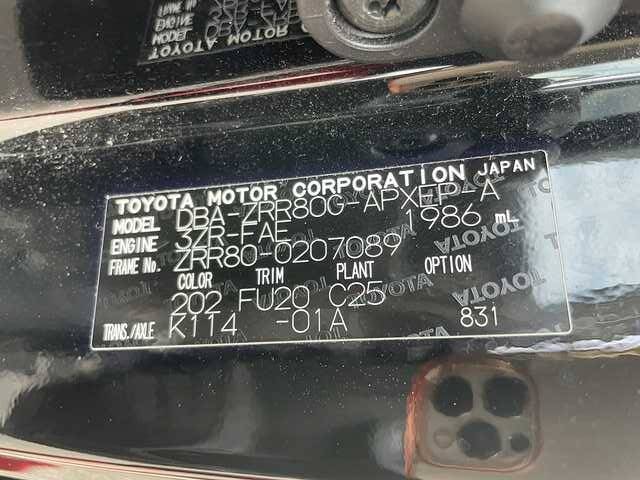 TOYOTA MOTOR CORPORATION JAPAN
MODEL DBA-ZRR80G-APXEP-A
ENGINE 3ZR-FAE 1986 mL
FRAME No. ZRR80-0207089
COLOR TRIM PLANT OPTION
202 FU20 C25
TRANS./AXLE K114 -01A 831